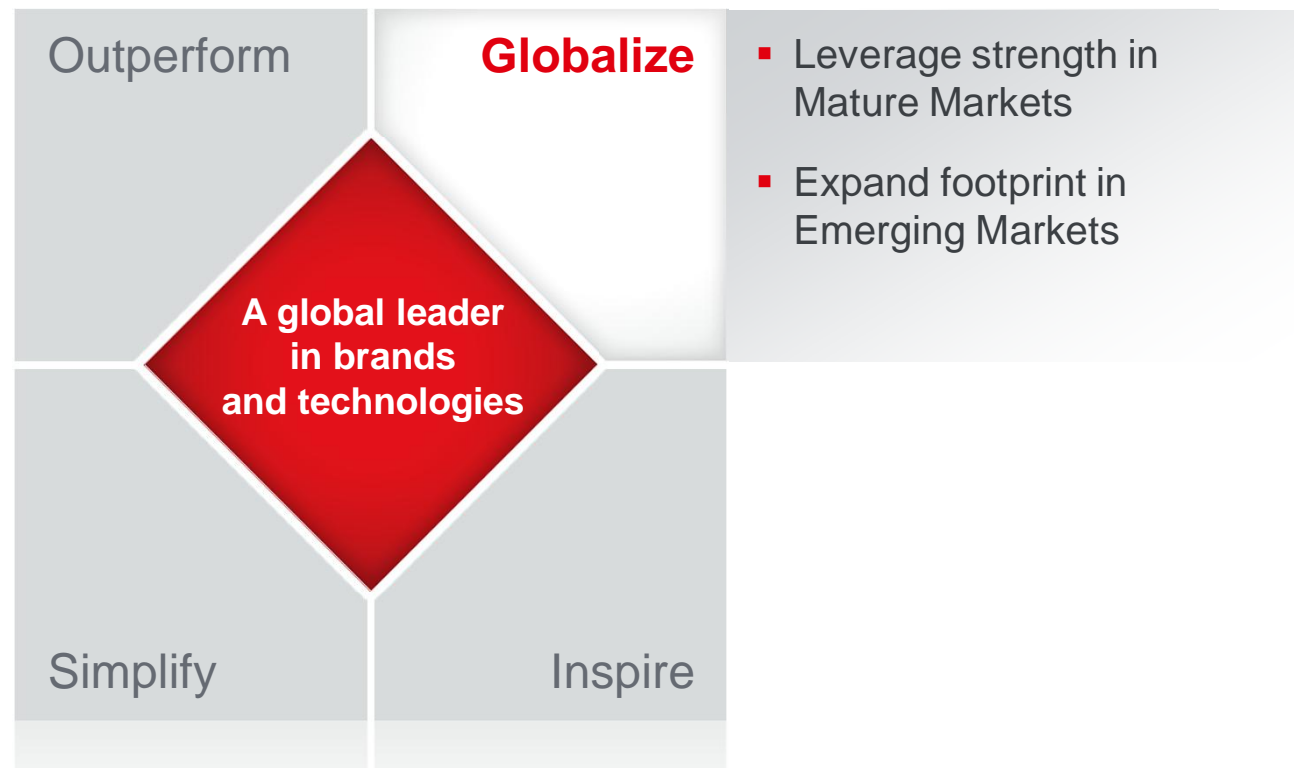 Outperform
Globalize
▪ Leverage strength in
Mature Markets
▪ Expand footprint in
Emerging Markets
A global leader
in brands
and technologies
Simplify
Inspire